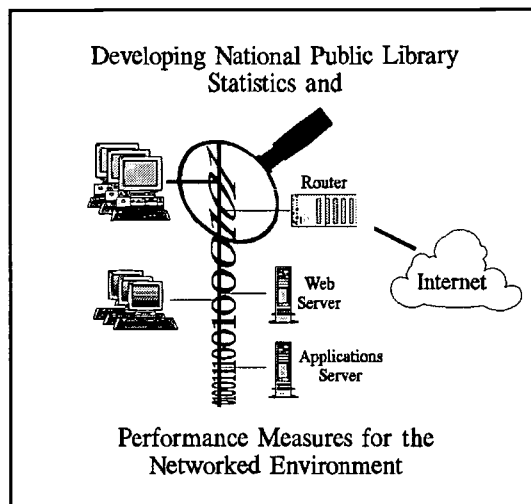 Developing National Public Library
Statistics and
Router
Internet
Web
Server
Applications
Server
Performance Measures for the
Networked Environment